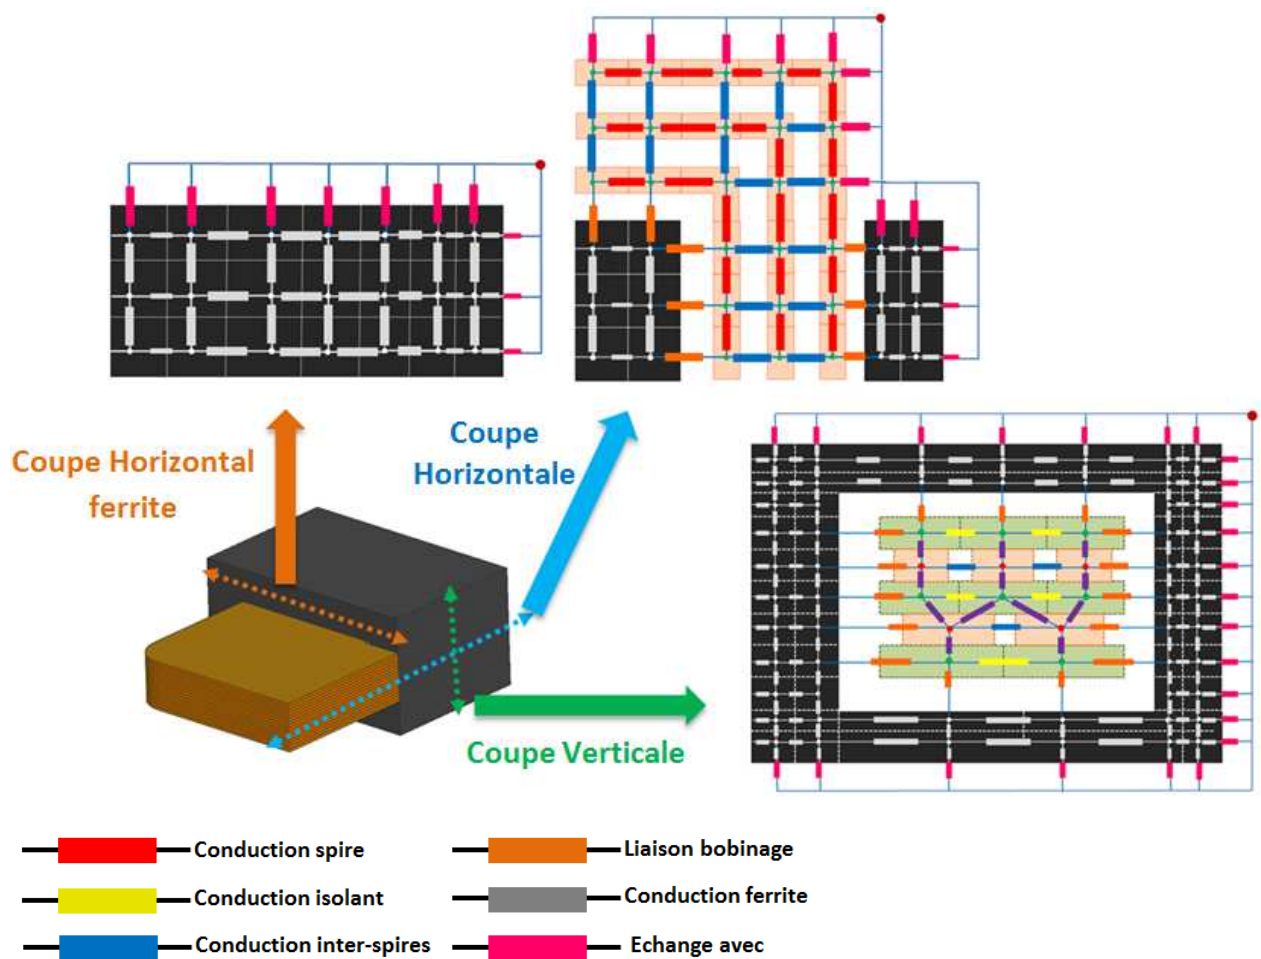 Coupe Horizontal
ferrite
Coupe
Horizontale
Coupe Verticale
Conduction spire
Liaison bobinage
Conduction isolant
Conduction ferrite
Conduction inter-spires
Echange avec